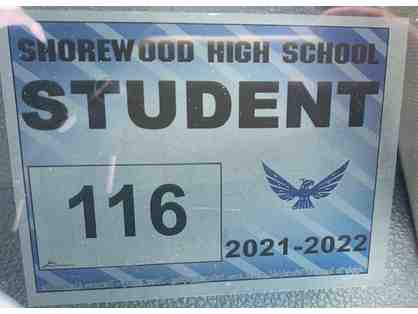 SHOREWOOD HIGH SCHOOL
STUDENT
116
2021-2022